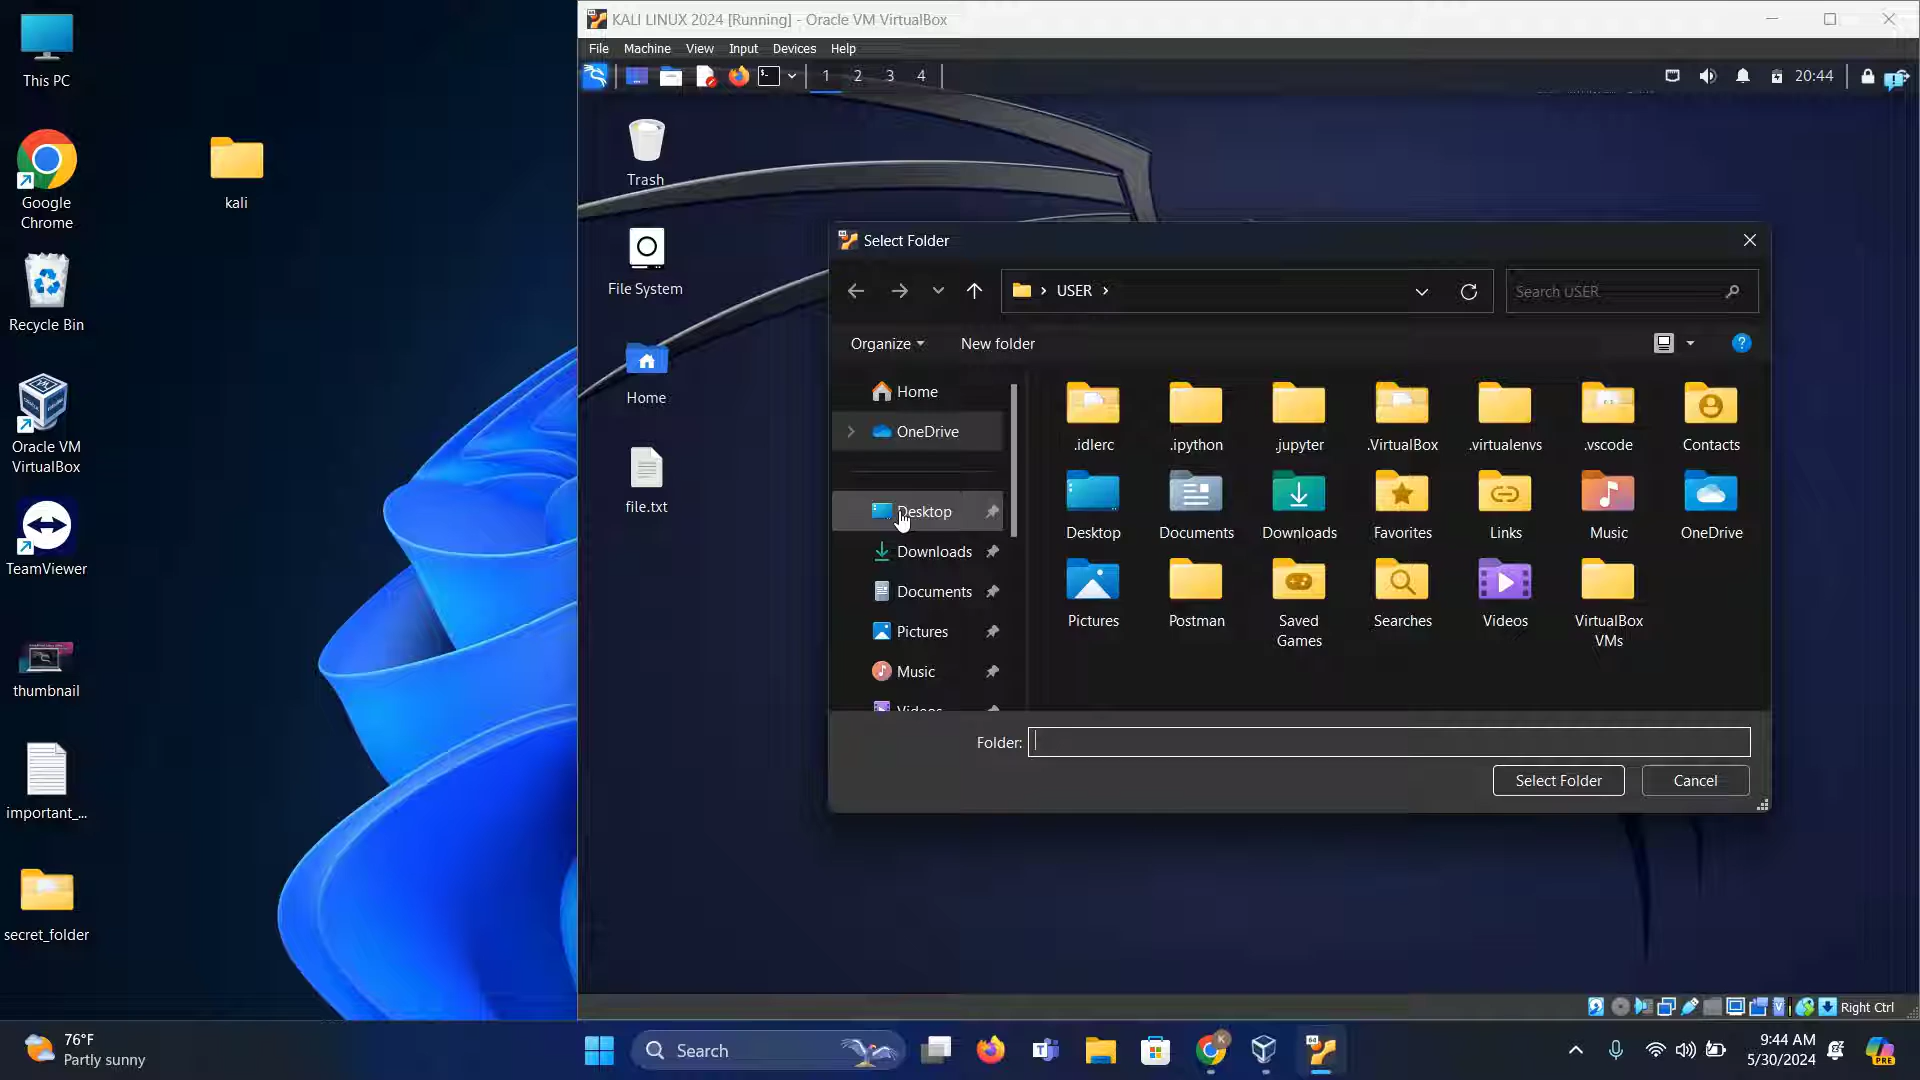 This PC
Google
Chrome
Recycle Bin
Oracle VM
VirtualBox
TeamViewer
thumbnail
important_...
secret_folder
kali
KALI LINUX 2024 [Running] - Oracle VM VirtualBox
File Machine View Input Devices Help
1 2 3 4
20:44
Trash
File System
Home
file.txt
Select Folder
USER
Search USER
Organize New folder
Home
OneDrive
Desktop
Downloads
Documents
Pictures
Music
Videos
.idlerc .ipython .jupyter .VirtualBox .virtualenvs .vscode Contacts
Desktop Documents Downloads Favorites Links Music OneDrive
Pictures Postman Saved Games Searches Videos VirtualBox VMs
Folder:
Select Folder Cancel
Right Ctrl
76°F
Partly sunny
Search
9:44 AM
5/30/2024
PRE